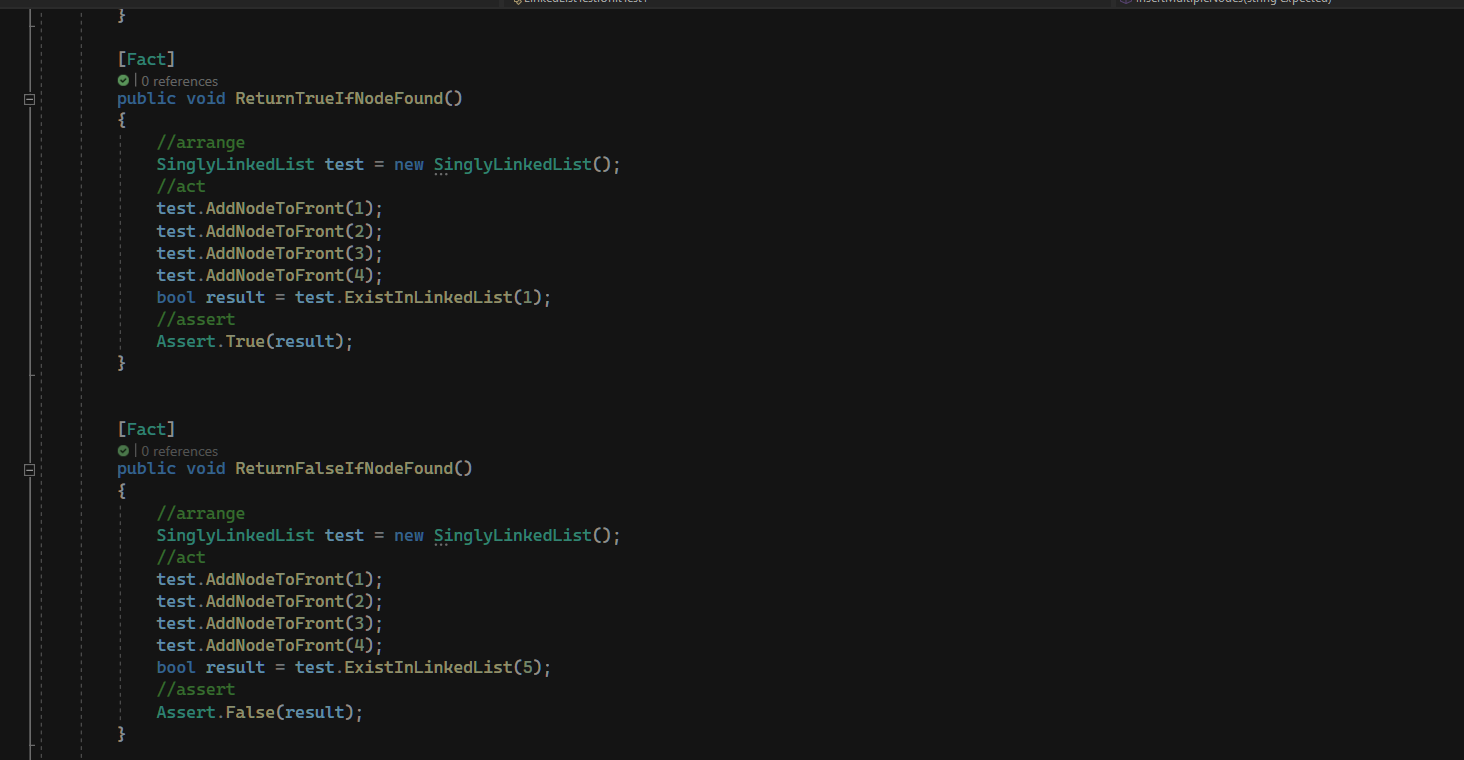 }
[Fact]
| 0 references
public void ReturnTrueIfNodeFound()
{
//arrange
SinglyLinkedList test = new SinglyLinkedList();
//act
test.AddNodeToFront(1);
test.AddNodeToFront(2);
test.AddNodeToFront(3);
test.AddNodeToFront(4);
bool result = test.ExistInLinkedList(1);
//assert
Assert.True(result);
}
[Fact]
| 0 references
public void ReturnFalseIfNodeFound()
{
//arrange
SinglyLinkedList test = new SinglyLinkedList();
//act
test.AddNodeToFront(1);
test.AddNodeToFront(2);
test.AddNodeToFront(3);
test.AddNodeToFront(4);
bool result = test.ExistInLinkedList(5);
//assert
Assert.False(result);
}